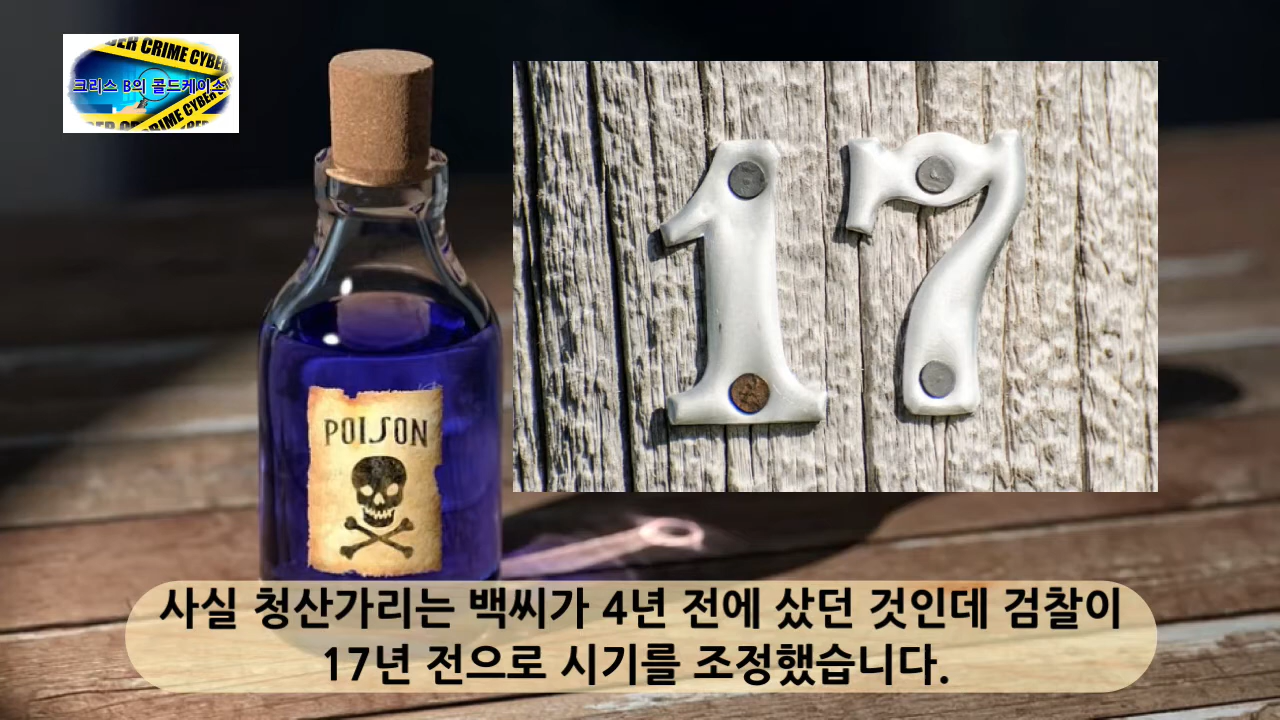 CYBER CRIME CYBER
크리스 B의 콜드케이스
CRIME CYBER
17
POISON
사실 청산가리는 백씨가 4년 전에 샀던 것인데 검찰이
17년 전으로 시기를 조정했습니다.